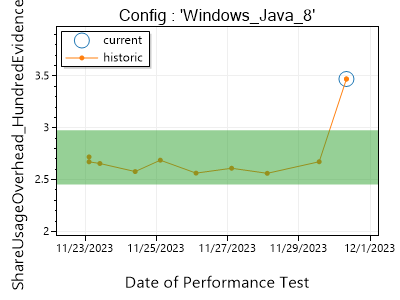 Config : 'Windows_Java_8'
current
historic
ShareUsageOverhead_HundredEvidence
3.5
3
2.5
2
11/23/2023
11/25/2023
11/27/2023
11/29/2023
12/1/2023
Date of Performance Test